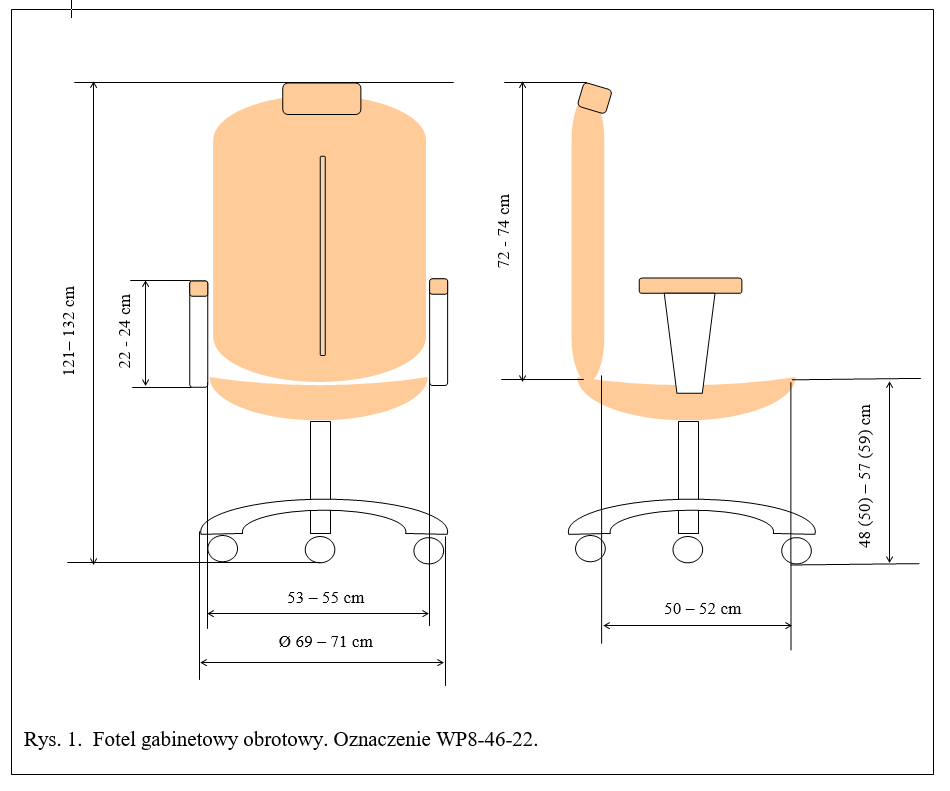 121– 132 cm
22 - 24 cm
72 - 74 cm
48 (50) – 57 (59) cm
53 – 55 cm
50 – 52 cm
Ø 69 – 71 cm
Rys. 1. Fotel gabinetowy obrotowy. Oznaczenie WP8-46-22.